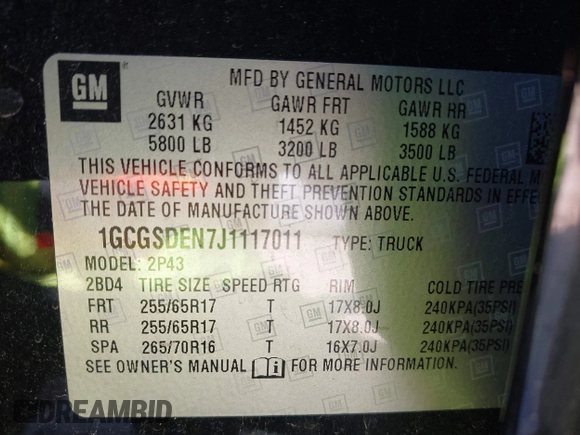 GM
MFD BY GENERAL MOTORS LLC
GVWR GAWR FRT GAWR RR
2631 KG 1452 KG 1588 KG
5800 LB 3200 LB 3500 LB
THIS VEHICLE CONFORMS TO ALL APPLICABLE U.S. FEDERAL M
VEHICLE SAFETY AND THEFT PREVENTION STANDARDS IN EFFE
THE DATE OF MANUFACTURE SHOWN ABOVE.
1GCGSDEN7J1117011 TYPE: TRUCK
MODEL: 2P43
2BD4 TIRE SIZE SPEED RTG RIM COLD TIRE PRE
FRT 255/65R17 T 17X8.0J 240KPA(35PSI)
RR 255/65R17 T 17X8.0J 240KPA(35PSI)
SPA 265/70R16 T 16X7.0J 240KPA(35PSI)
SEE OWNER'S MANUAL FOR MORE INFORMATION.
DREAMBID